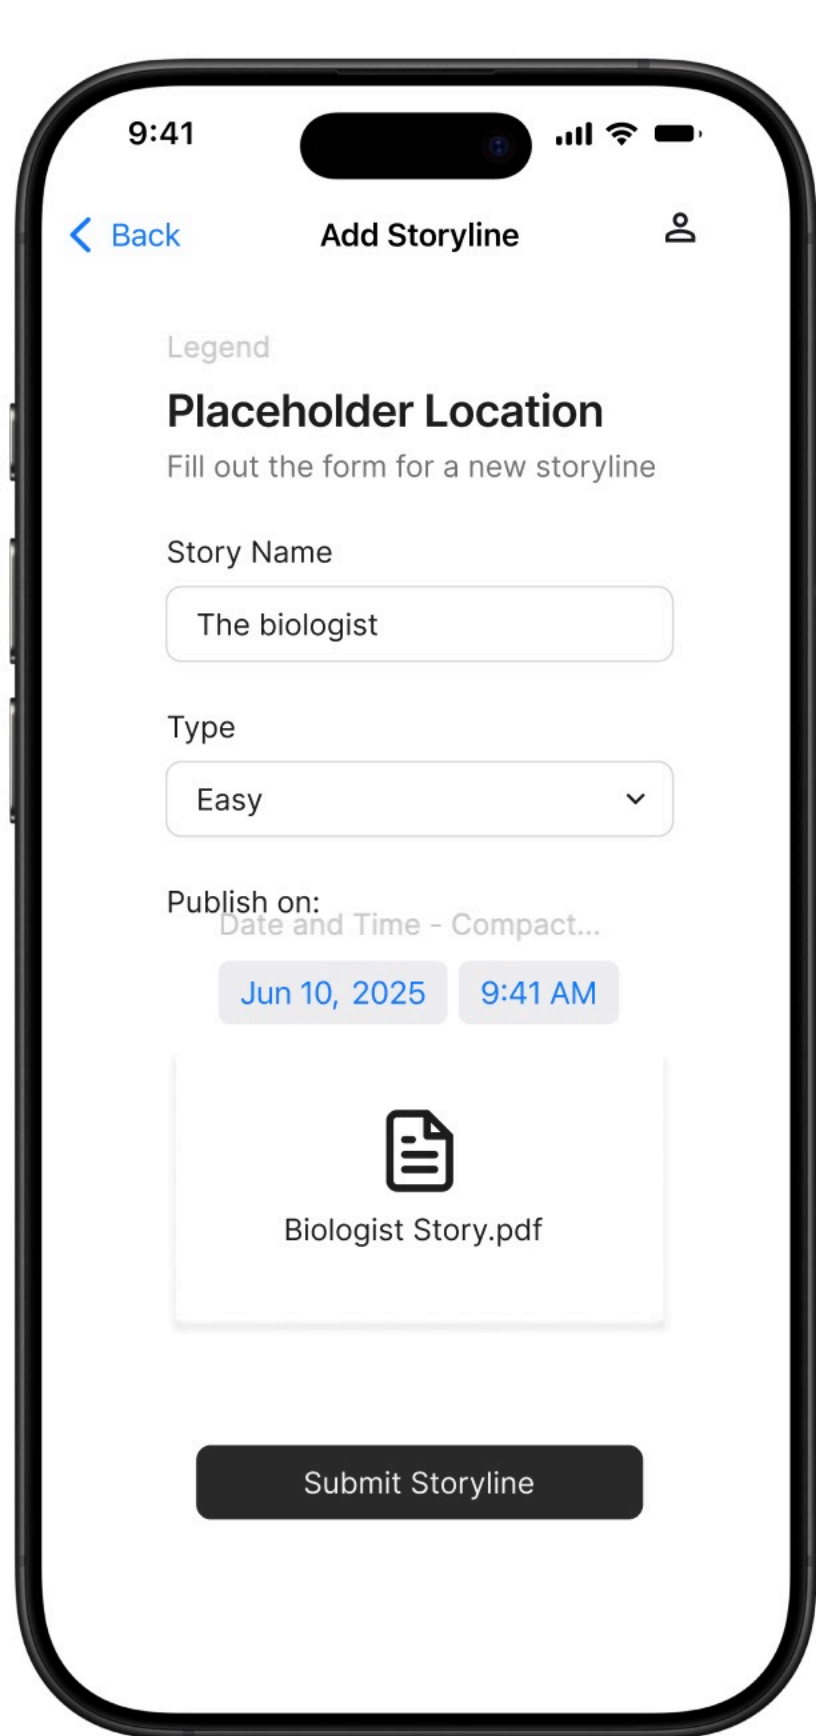 9:41
Back
Add Storyline
Legend
Placeholder Location
Fill out the form for a new storyline
Story Name
The biologist
Type
Easy
Publish on:
Date and Time - Compact...
Jun 10, 2025
9:41 AM
Biologist Story.pdf
Submit Storyline